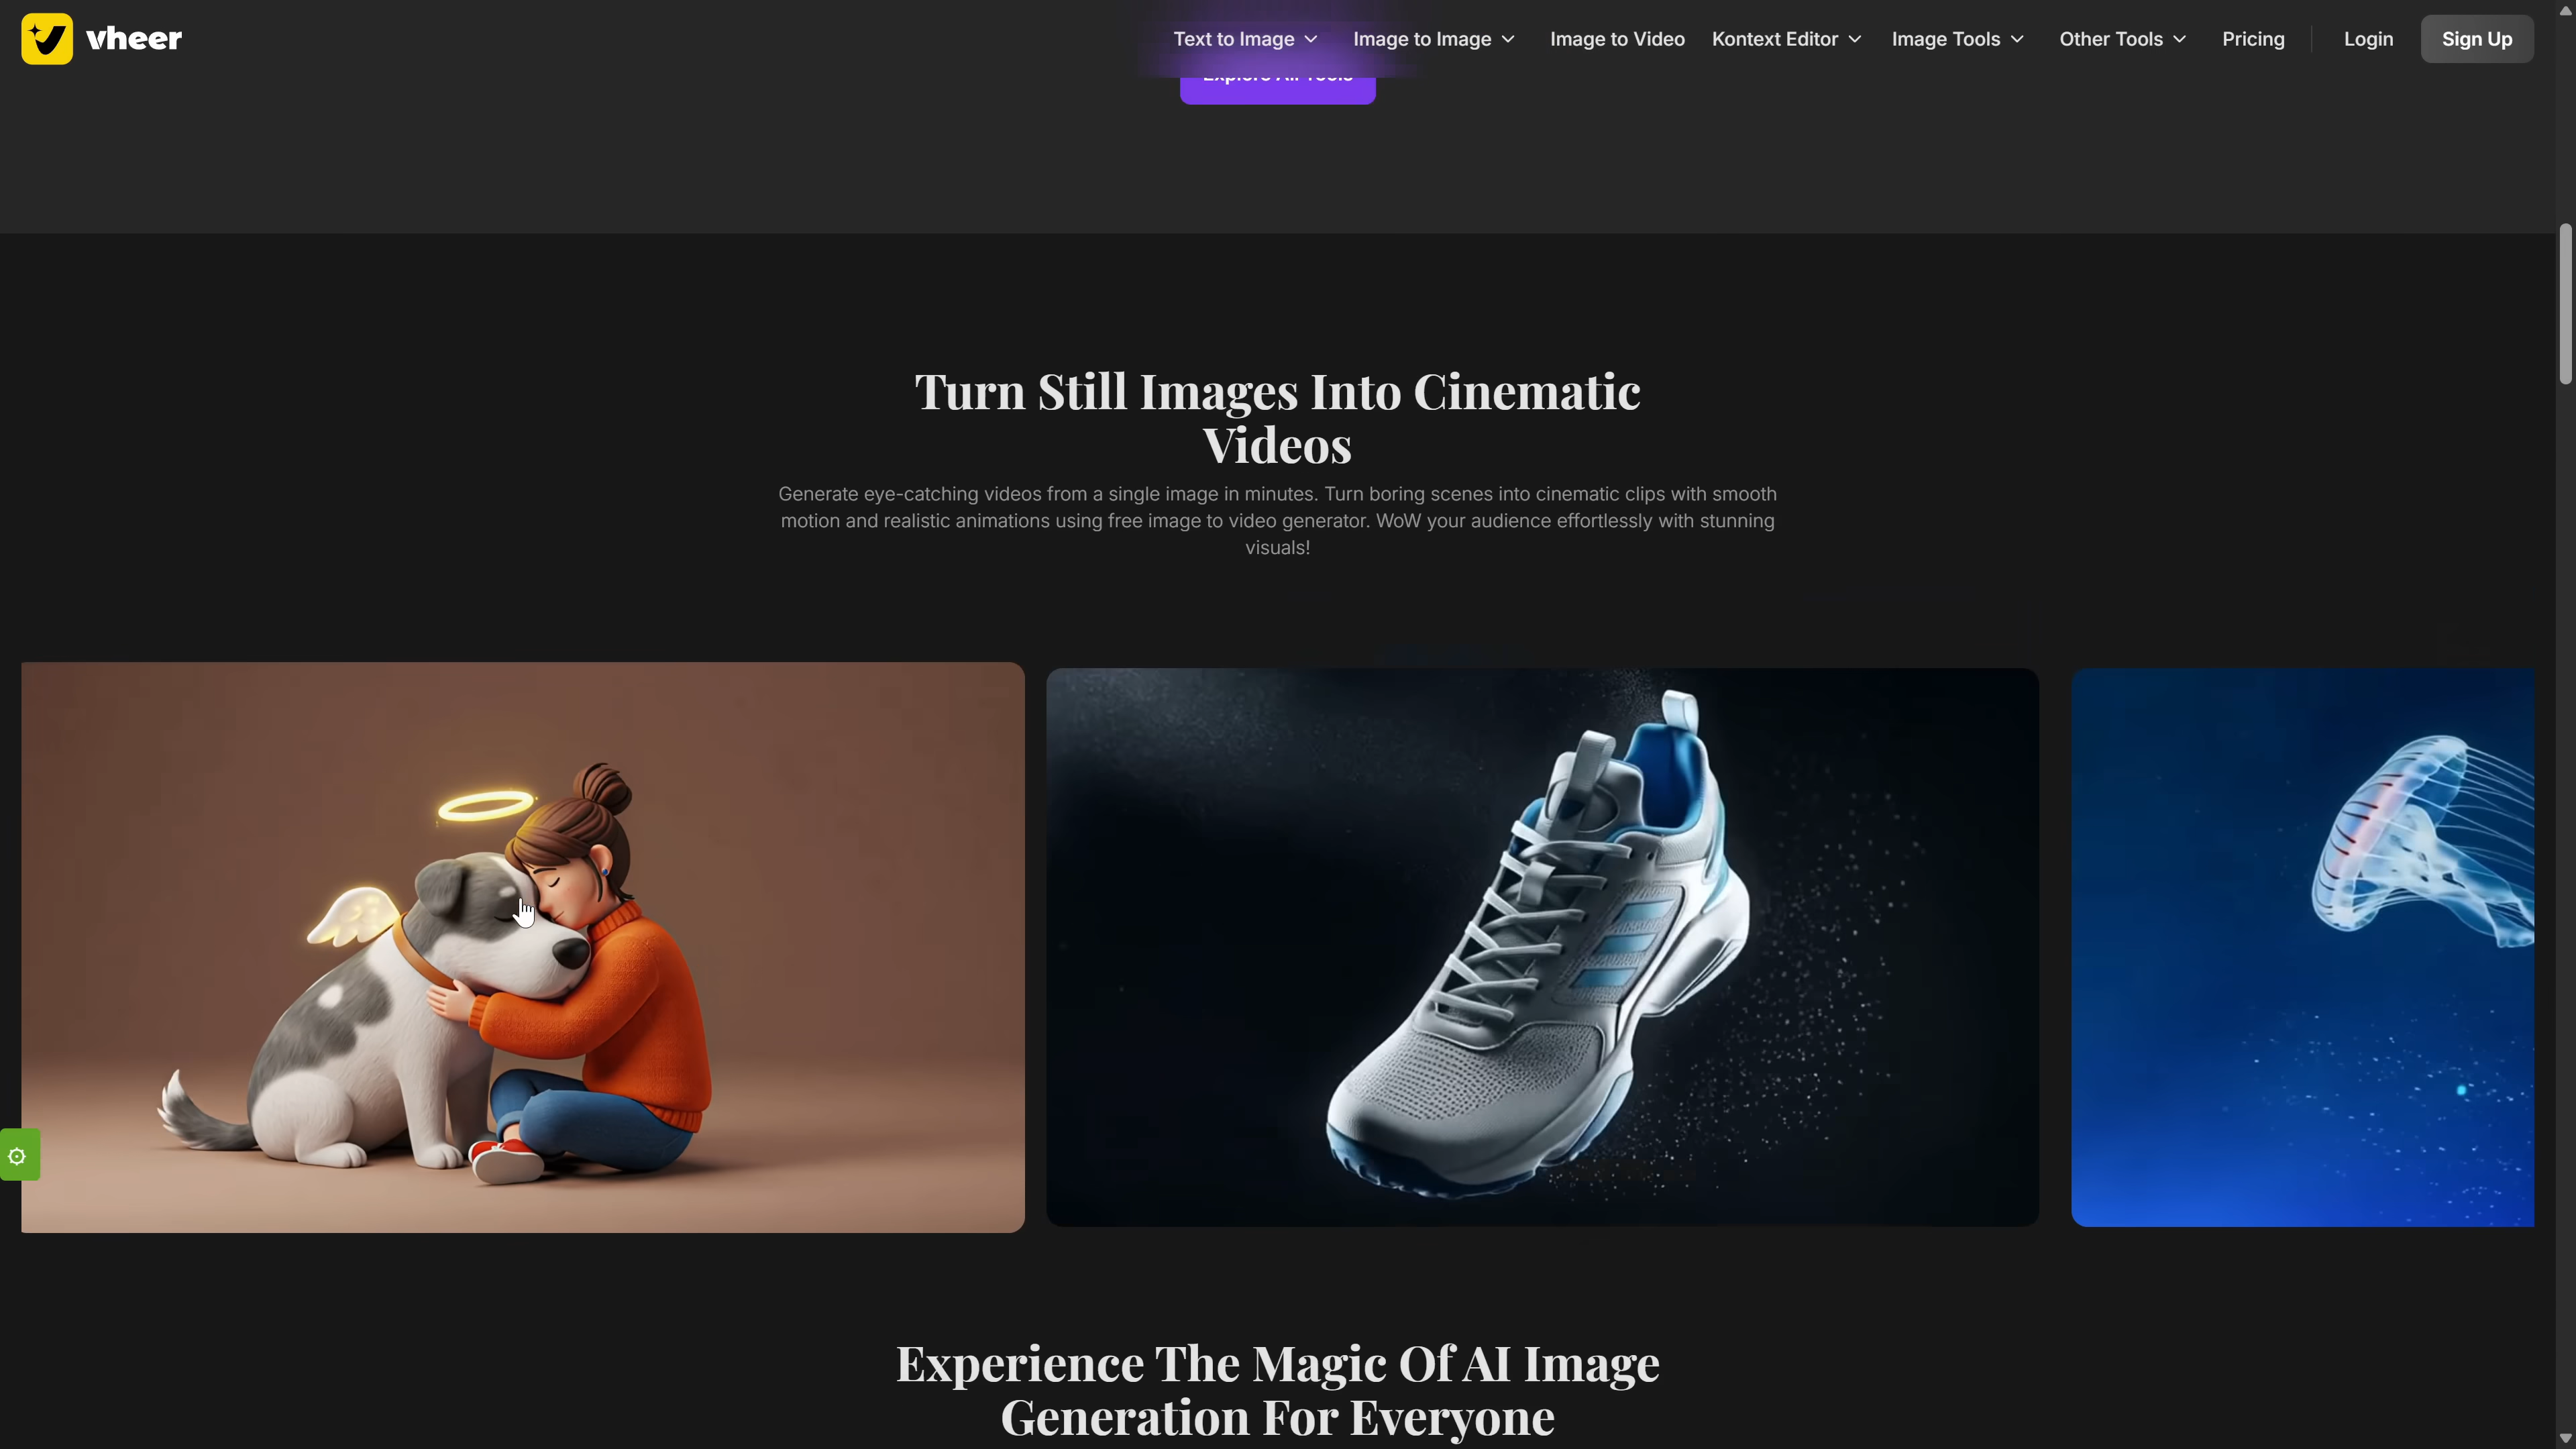 vheer
Text to Image
Image to Image
Image to Video
Kontext Editor
Image Tools
Other Tools
Pricing
Login
Sign Up
Explore All Tools
Turn Still Images Into Cinematic
Videos
Generate eye-catching videos from a single image in minutes. Turn boring scenes into cinematic clips with smooth
motion and realistic animations using free image to video generator. WoW your audience effortlessly with stunning
visuals!
Experience The Magic Of AI Image
Generation For Everyone